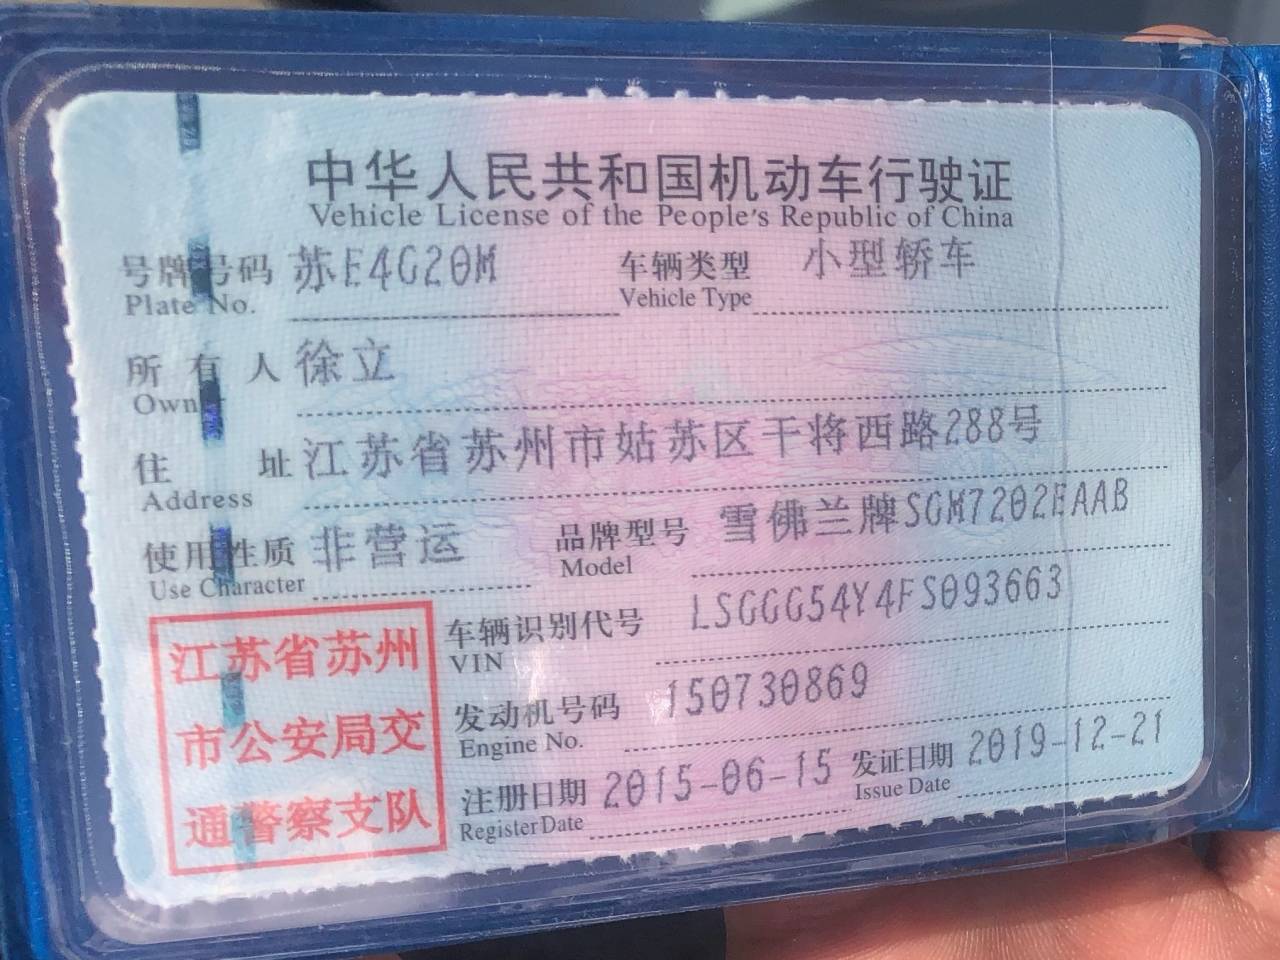 中华人民共和国机动车行驶证
Vehicle License of the People's Republic of China
号牌号码 苏E4G20M 车辆类型 小型轿车
Plate No. Vehicle Type
所有人 徐立
Owner
住址 江苏省苏州市姑苏区干将西路288号
Address
使用性质 非营运 品牌型号 雪佛兰牌SGM7202EAAB
Use Character Model
车辆识别代号 LSGGG54Y4FS093663
VIN
发动机号码 150730869
Engine No.
注册日期 2015-06-15 发证日期 2019-12-21
Register Date Issue Date
江苏省苏州
市公安局交
通警察支队